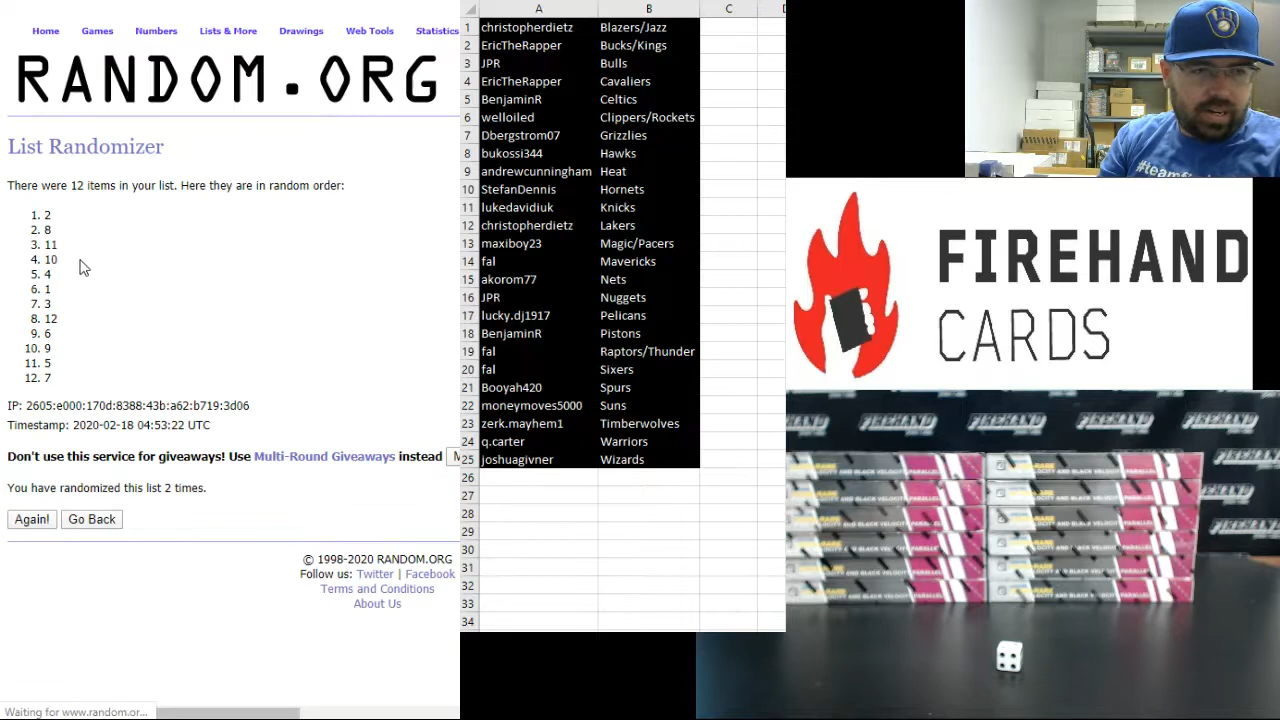 Home Games Numbers Lists & More Drawings Web Tools Statistics
RANDOM.ORG
List Randomizer
There were 12 items in your list. Here they are in random order:
1. 2
2. 8
3. 11
4. 10
5. 4
6. 1
7. 3
8. 12
9. 6
10. 9
11. 5
12. 7
IP: 2605:e000:170d:8388:43b:a62:b719:3d06
Timestamp: 2020-02-18 04:53:22 UTC
Don't use this service for giveaways! Use Multi-Round Giveaways instead
You have randomized this list 2 times.
Again! Go Back
© 1998-2020 RANDOM.ORG
Follow us: Twitter | Facebook
Terms and Conditions
About Us
Waiting for www.random.or...
A B C D
1 christopherdietz Blazers/Jazz
2 EricTheRapper Bucks/Kings
3 JPR Bulls
4 EricTheRapper Cavaliers
5 BenjaminR Celtics
6 welloiled Clippers/Rockets
7 Dbergstrom07 Grizzlies
8 bukossi344 Hawks
9 andrewcunningham Heat
10 StefanDennis Hornets
11 lukedavidiuk Knicks
12 christopherdietz Lakers
13 maxiboy23 Magic/Pacers
14 fal Mavericks
15 akorom77 Nets
16 JPR Nuggets
17 lucky.dj1917 Pelicans
18 BenjaminR Pistons
19 fal Raptors/Thunder
20 fal Sixers
21 Booyah420 Spurs
22 moneymoves5000 Suns
23 zerk.mayhem1 Timberwolves
24 q.carter Warriors
25 joshuagivner Wizards
26
27
28
29
30
31
32
33
34
FIREHAND
CARDS
FIREHAND FIREHAND FIREHAND FIREHAND